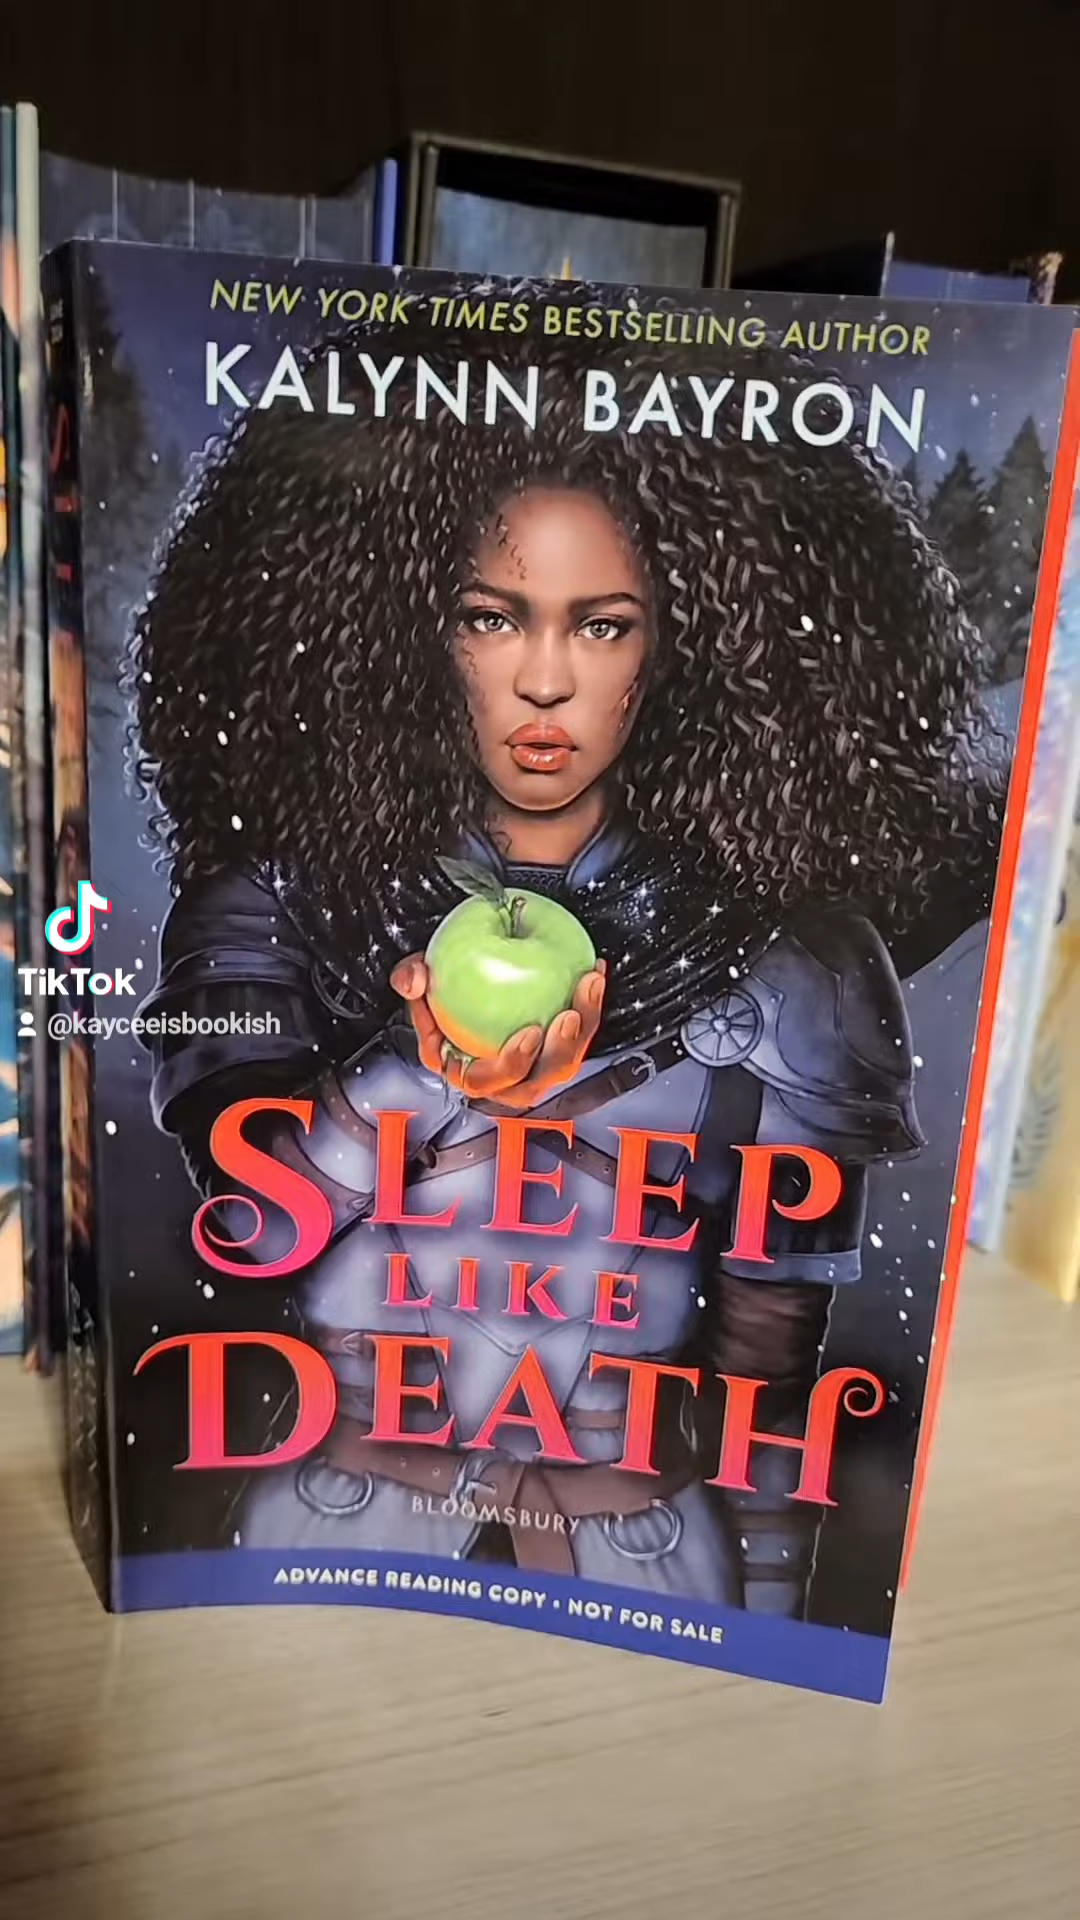 NEW YORK TIMES BESTSELLING AUTHOR
KALYNN BAYRON
TikTok
@kayceeisbookish
SLEEP
LIKE
DEATH
BLOOMSBURY
ADVANCE READING COPY • NOT FOR SALE